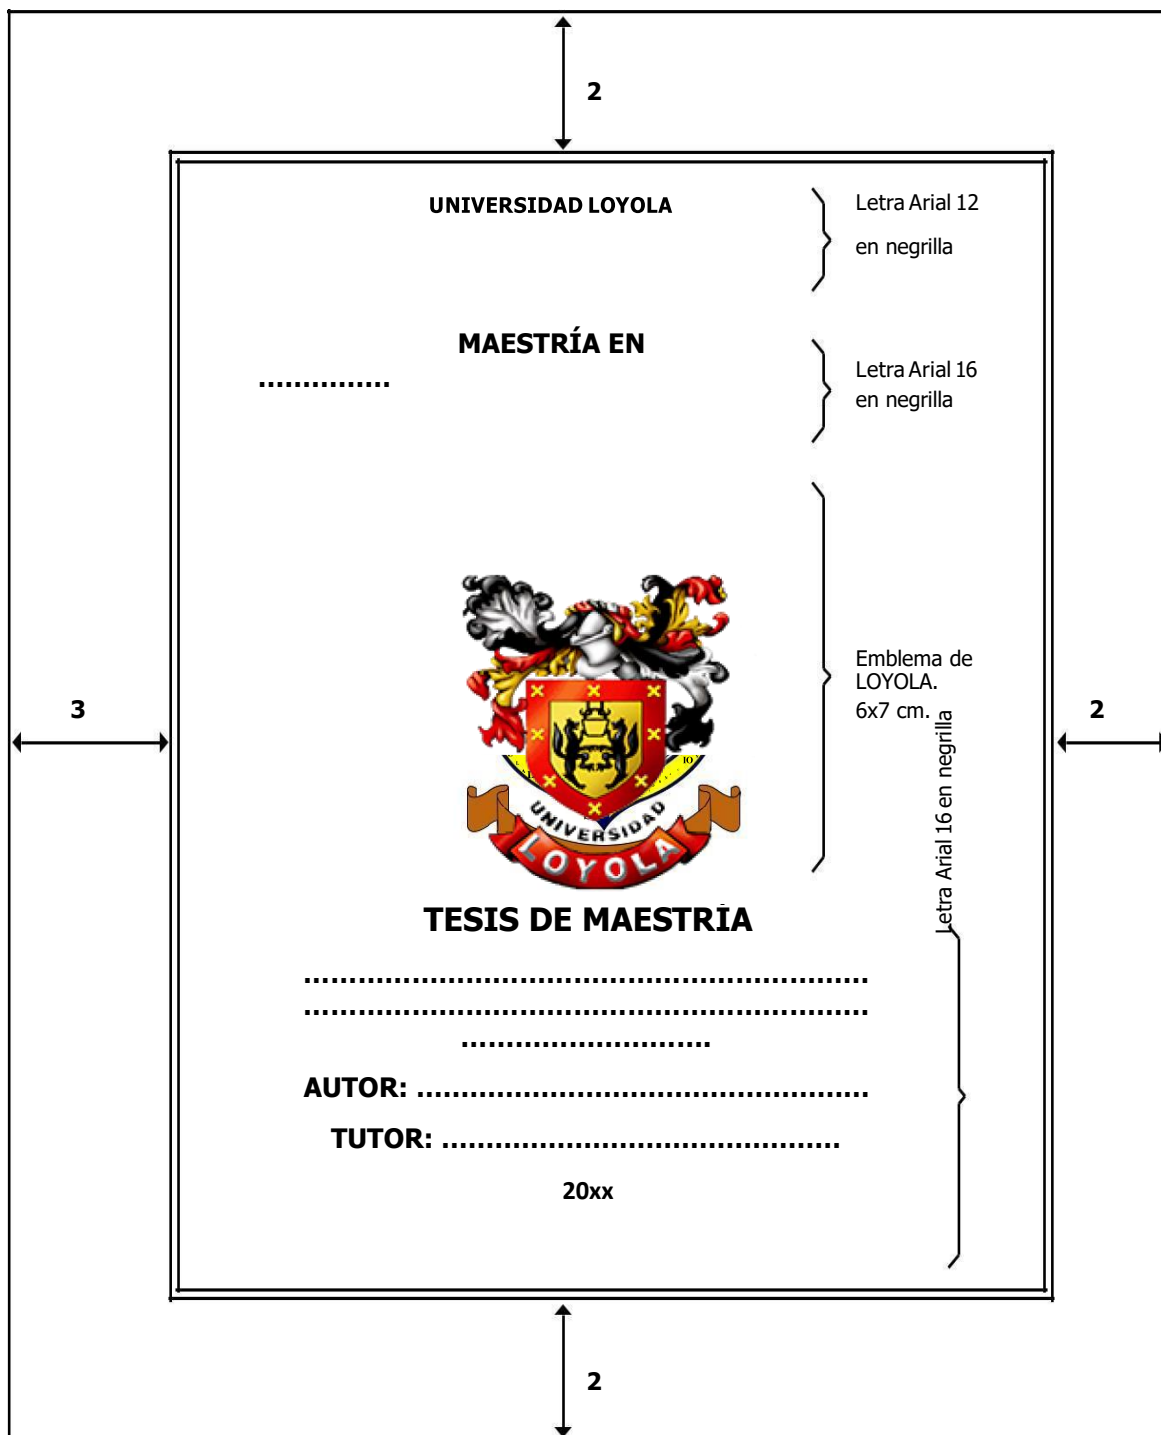 2
UNIVERSIDAD LOYOLA
Letra Arial 12
en negrilla
MAESTRÍA EN
...............
Letra Arial 16
en negrilla
Emblema de
LOYOLA.
6x7 cm.
3
2
UNIVERSIDAD
LOYOLA
Letra Arial 16 en negrilla
TESIS DE MAESTRÍA
................................................................
................................................................
............................
AUTOR: ...................................................
TUTOR: .............................................
20xx
2